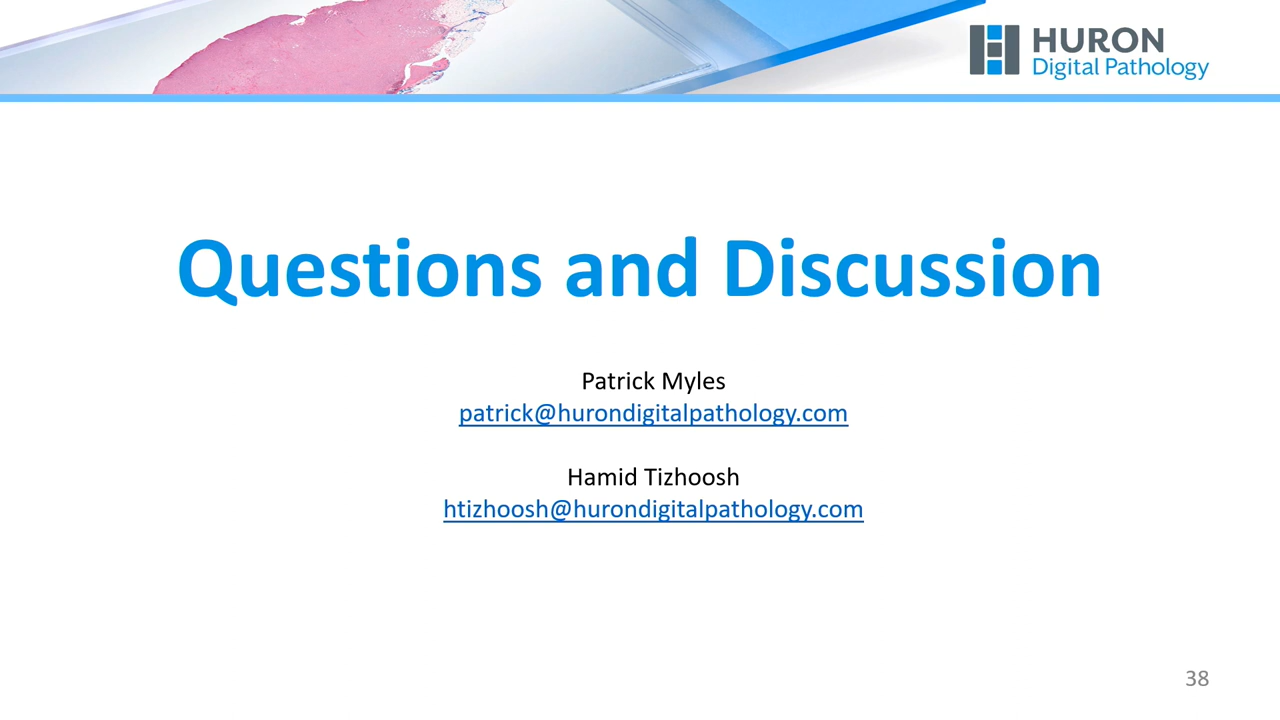 HURON
Digital Pathology
Questions and Discussion
Patrick Myles
patrick@hurondigitalpathology.com
Hamid Tizhoosh
htizhoosh@hurondigitalpathology.com
38